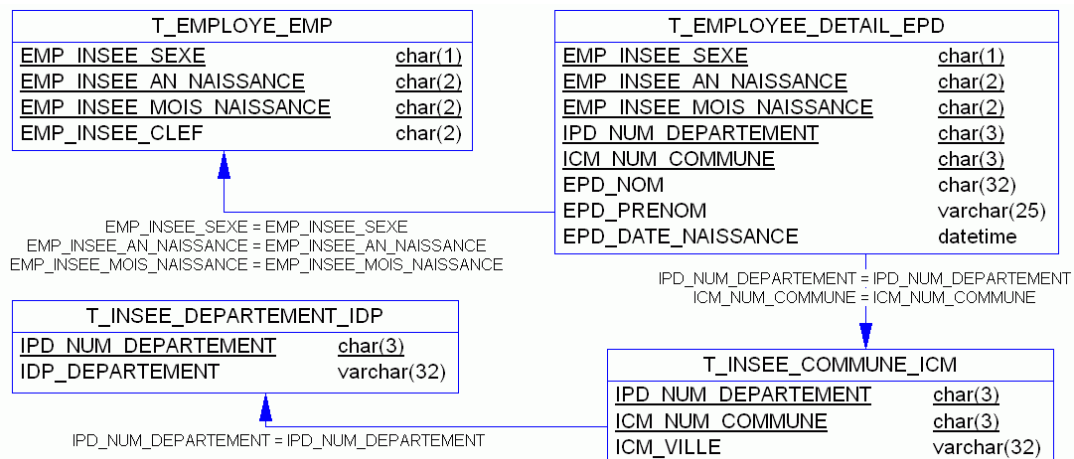 T_EMPLOYE_EMP
EMP_INSEE_SEXE char(1)
EMP_INSEE_AN_NAISSANCE char(2)
EMP_INSEE_MOIS_NAISSANCE char(2)
EMP_INSEE_CLEF char(2)
T_EMPLOYEE_DETAIL_EPD
EMP_INSEE_SEXE char(1)
EMP_INSEE_AN_NAISSANCE char(2)
EMP_INSEE_MOIS_NAISSANCE char(2)
IPD_NUM_DEPARTEMENT char(3)
ICM_NUM_COMMUNE char(3)
EPD_NOM char(32)
EPD_PRENOM varchar(25)
EPD_DATE_NAISSANCE datetime
EMP_INSEE_SEXE = EMP_INSEE_SEXE
EMP_INSEE_AN_NAISSANCE = EMP_INSEE_AN_NAISSANCE
EMP_INSEE_MOIS_NAISSANCE = EMP_INSEE_MOIS_NAISSANCE
IPD_NUM_DEPARTEMENT = IPD_NUM_DEPARTEMENT
ICM_NUM_COMMUNE = ICM_NUM_COMMUNE
T_INSEE_DEPARTEMENT_IDP
IPD_NUM_DEPARTEMENT char(3)
IDP_DEPARTEMENT varchar(32)
T_INSEE_COMMUNE_ICM
IPD_NUM_DEPARTEMENT char(3)
ICM_NUM_COMMUNE char(3)
ICM_VILLE varchar(32)
IPD_NUM_DEPARTEMENT = IPD_NUM_DEPARTEMENT